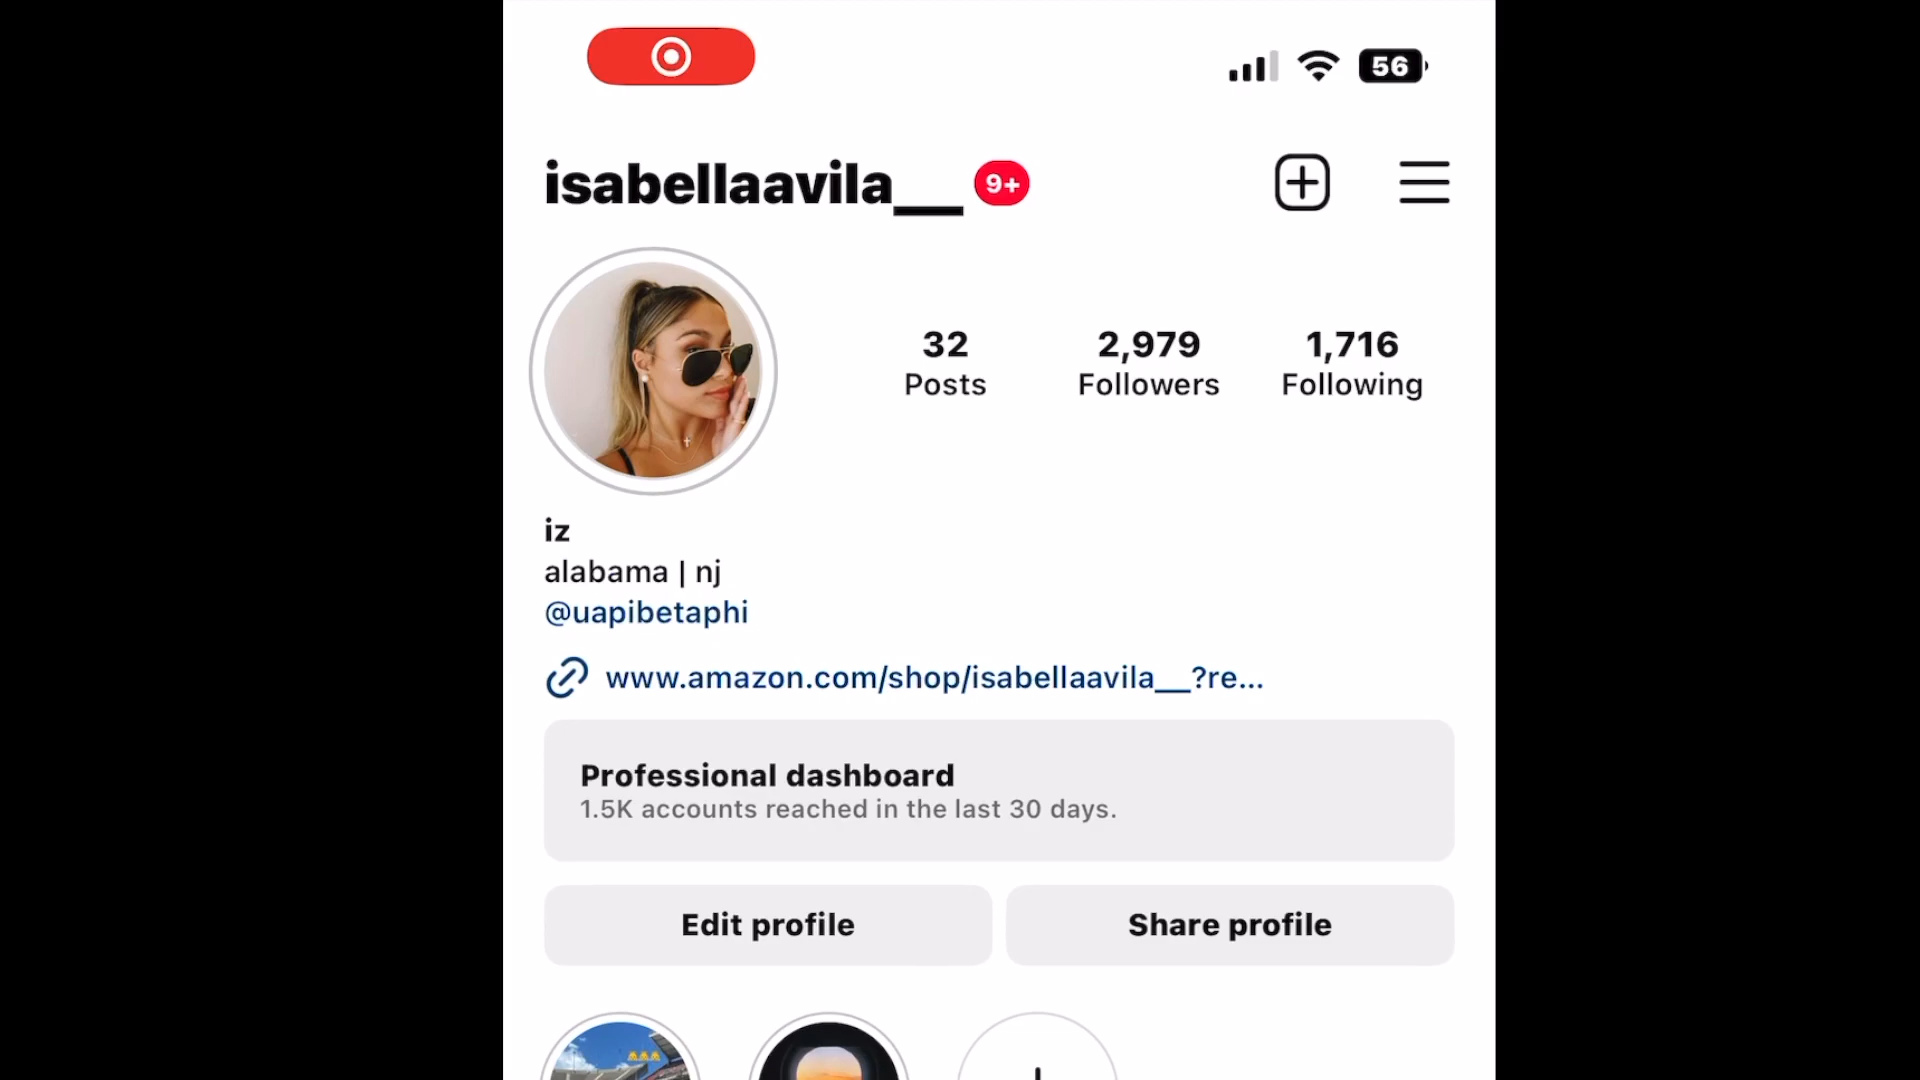 56
isabellaavila__ 9+
32 2,979 1,716
Posts Followers Following
iz
alabama | nj
@uapibetaphi
www.amazon.com/shop/isabellaavila__?re...
Professional dashboard
1.5K accounts reached in the last 30 days.
Edit profile Share profile